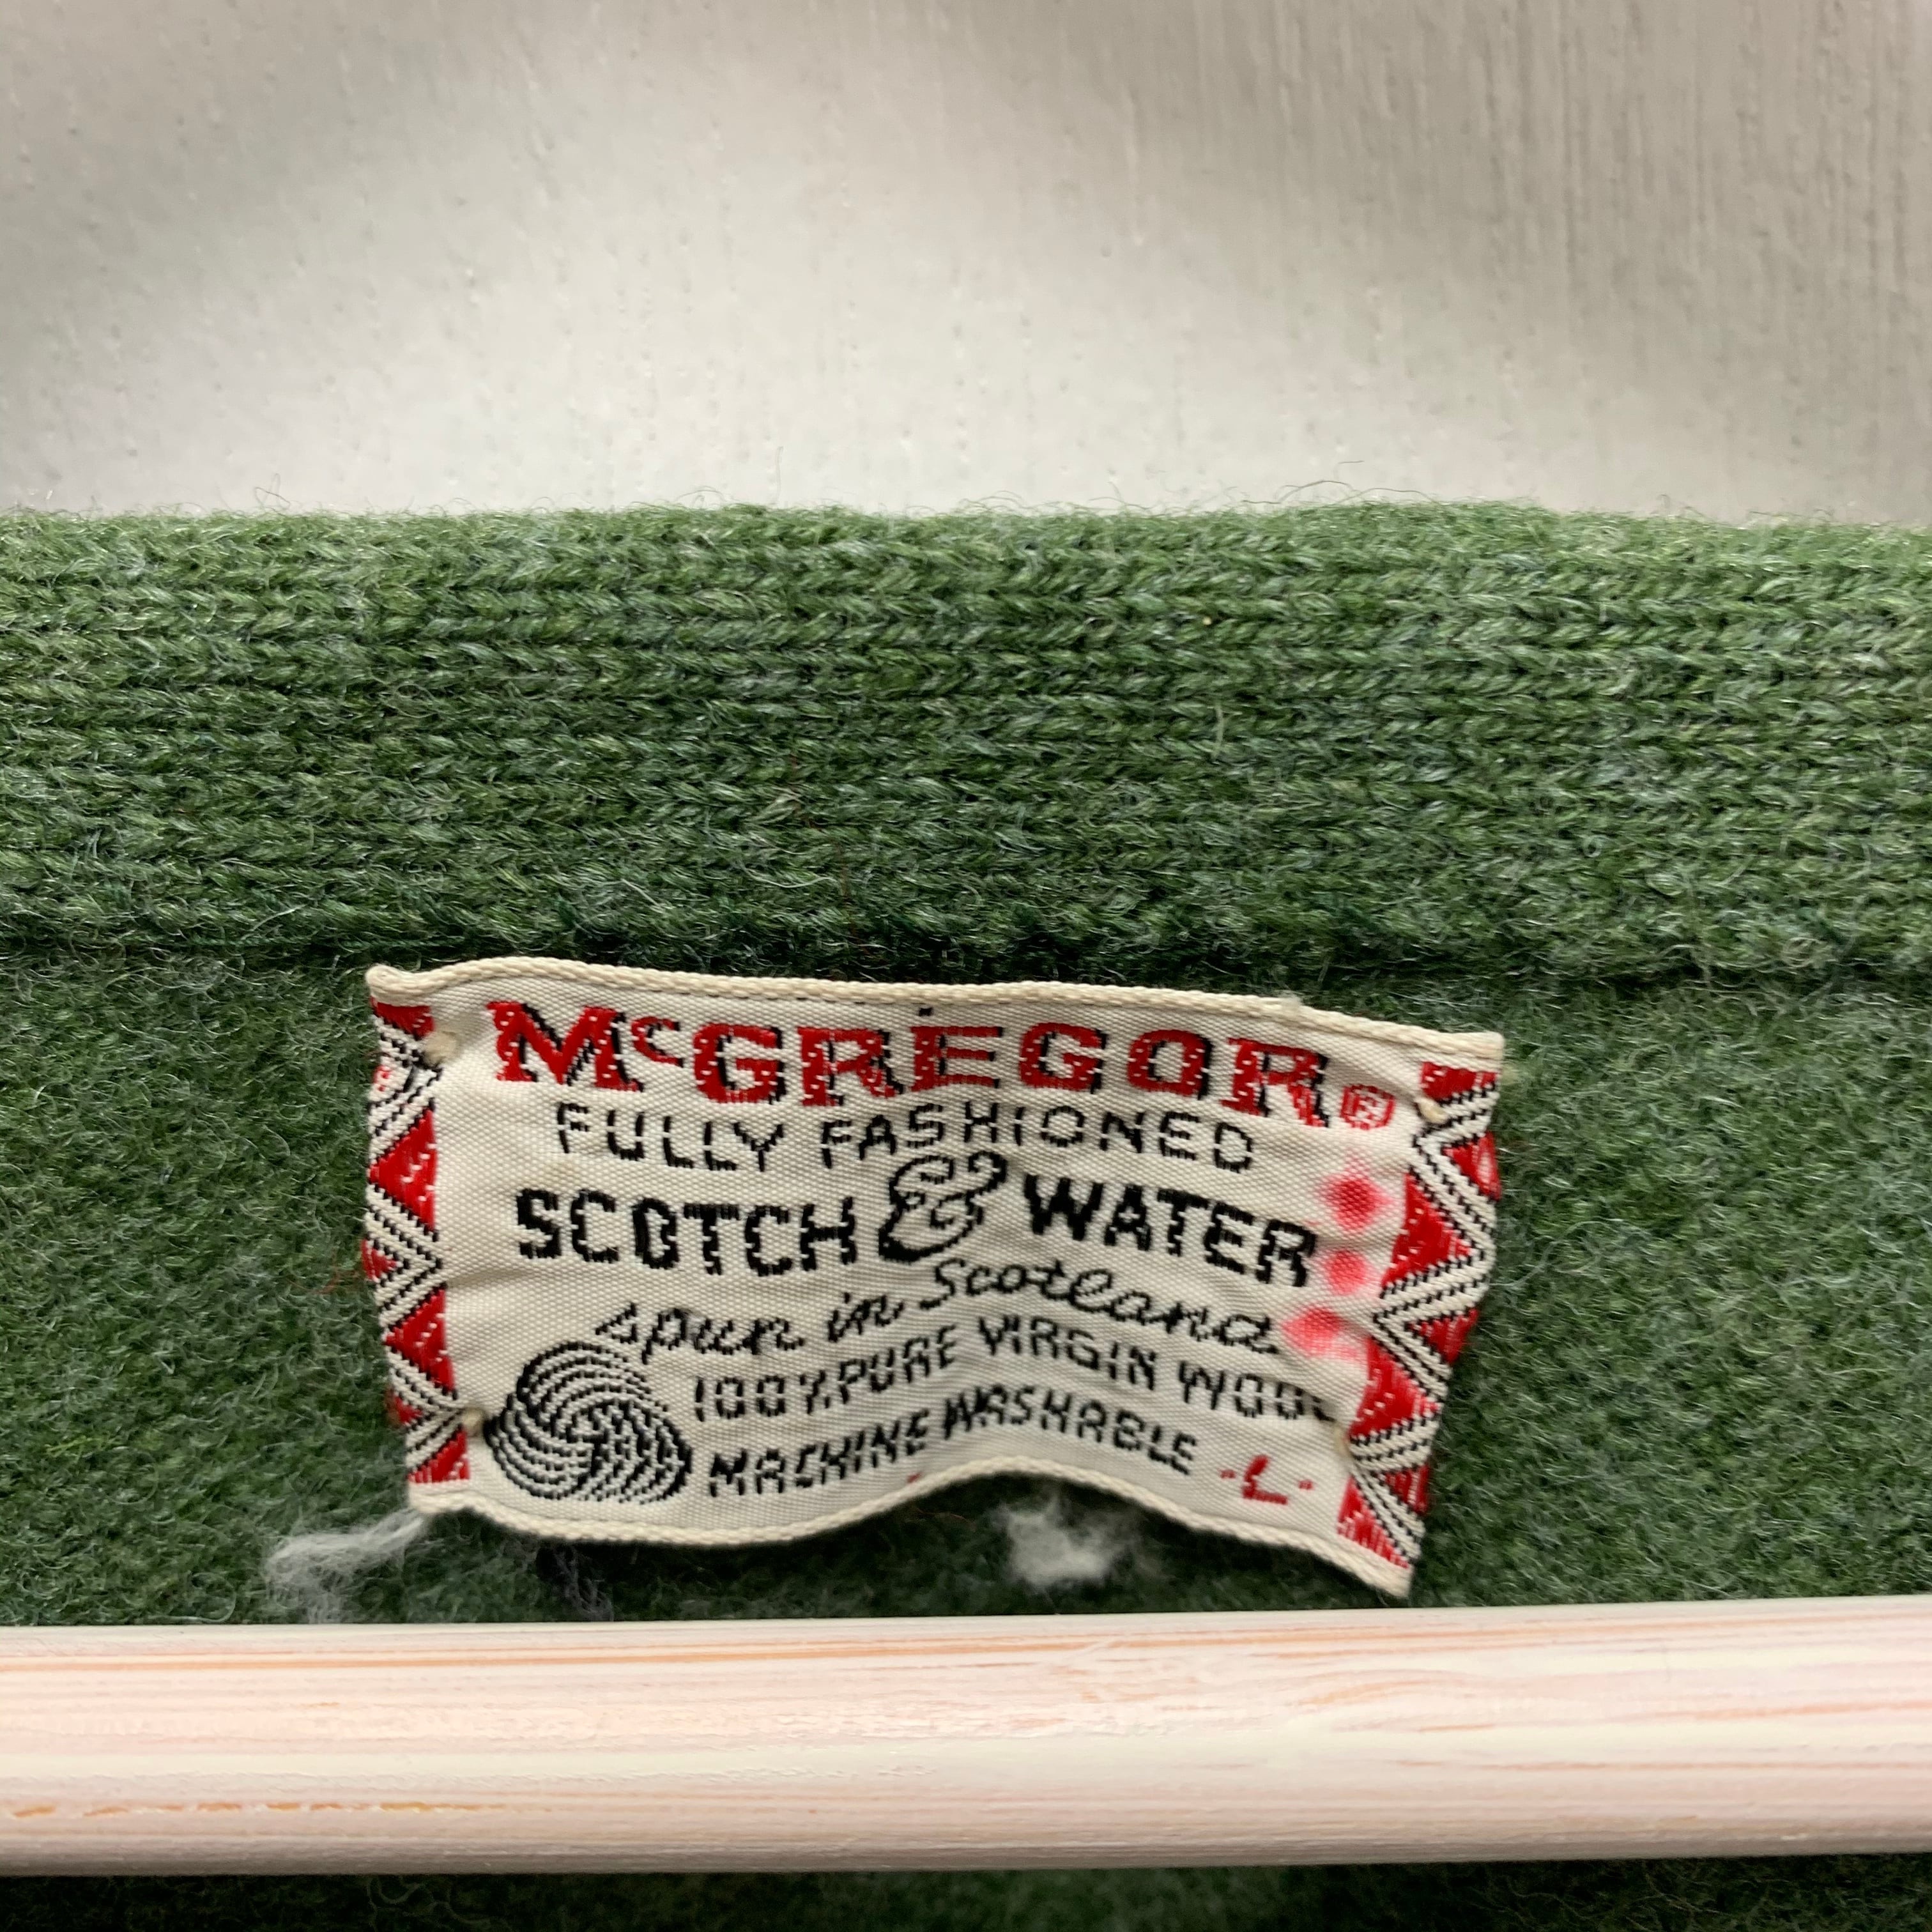 McGREGOR®
FULLY FASHIONED
SCOTCH & WATER
spun in Scotland
100% PURE VIRGIN WOOL
MACHINE WASHABLE -L-